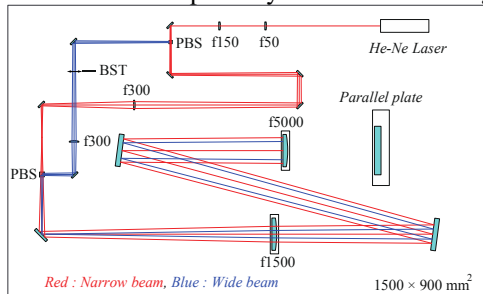 PBS
f150
f50
He-Ne Laser
BST
f300
Parallel plate
f300
f5000
PBS
f1500
Red : Narrow beam, Blue : Wide beam
1500 × 900 mm²